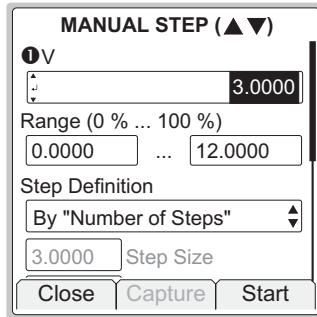 MANUAL STEP (▲ ▼)
❶V
3.0000
Range (0 % ... 100 %)
0.0000 ... 12.0000
Step Definition
By "Number of Steps"
3.0000 Step Size
Close Capture Start